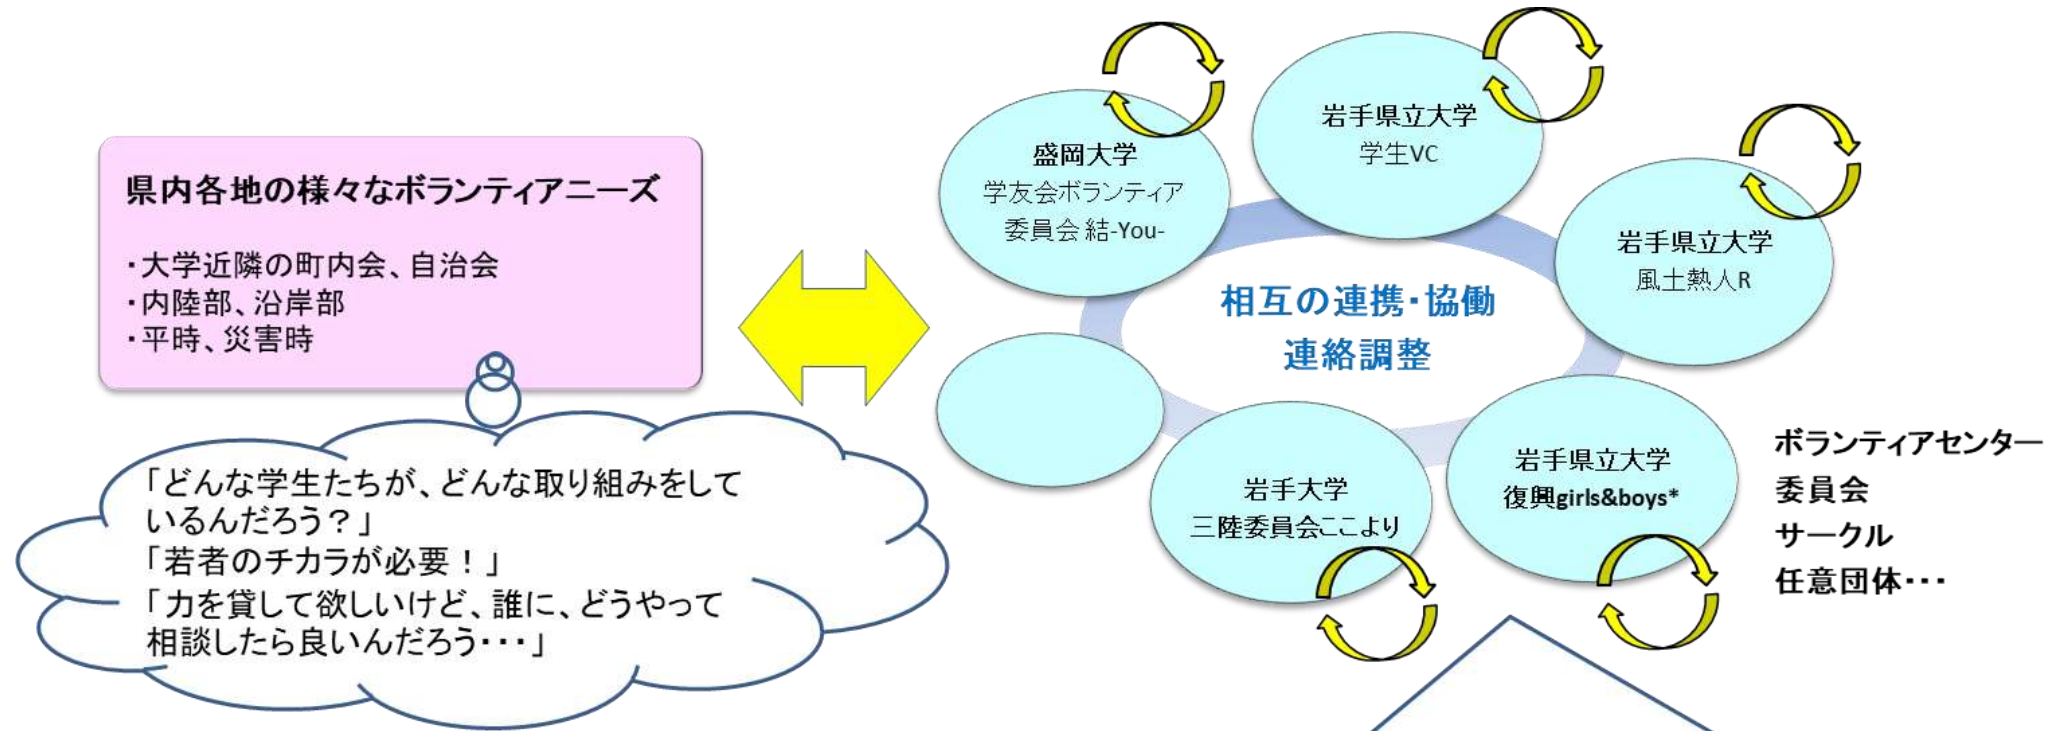 県内各地の様々なボランティアニーズ
・大学近隣の町内会、自治会
・内陸部、沿岸部
・平時、災害時
「どんな学生たちが、どんな取り組みをして
いるんだろう？」
「若者のチカラが必要！」
「力を貸して欲しいけど、誰に、どうやって
相談したら良いんだろう・・・」
盛岡大学
学友会ボランティア
委員会 結-You-
岩手県立大学
学生VC
岩手県立大学
風土熱人R
相互の連携・協働
連絡調整
岩手大学
三陸委員会ここより
岩手県立大学
復興girls&boys*
ボランティアセンター
委員会
サークル
任意団体・・・